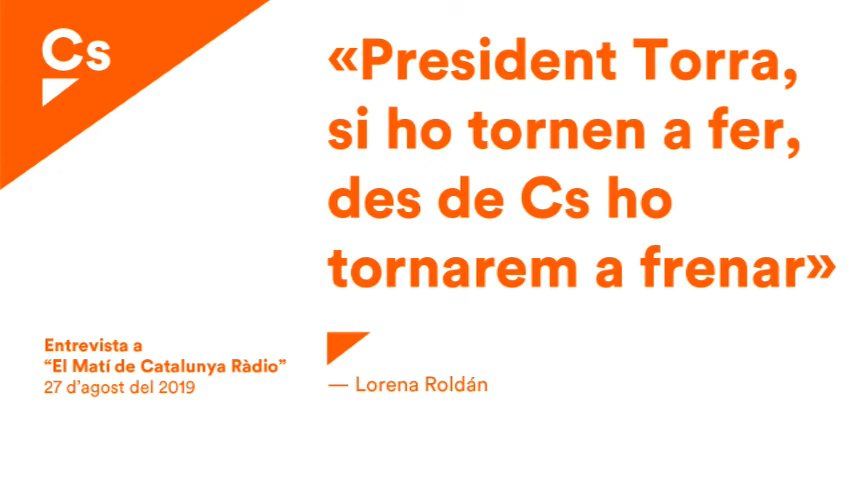 Cs
«President Torra,
si ho tornen a fer,
des de Cs ho
tornarem a frenar»
Entrevista a
“El Matí de Catalunya Ràdio”
27 d’agost del 2019
— Lorena Roldán